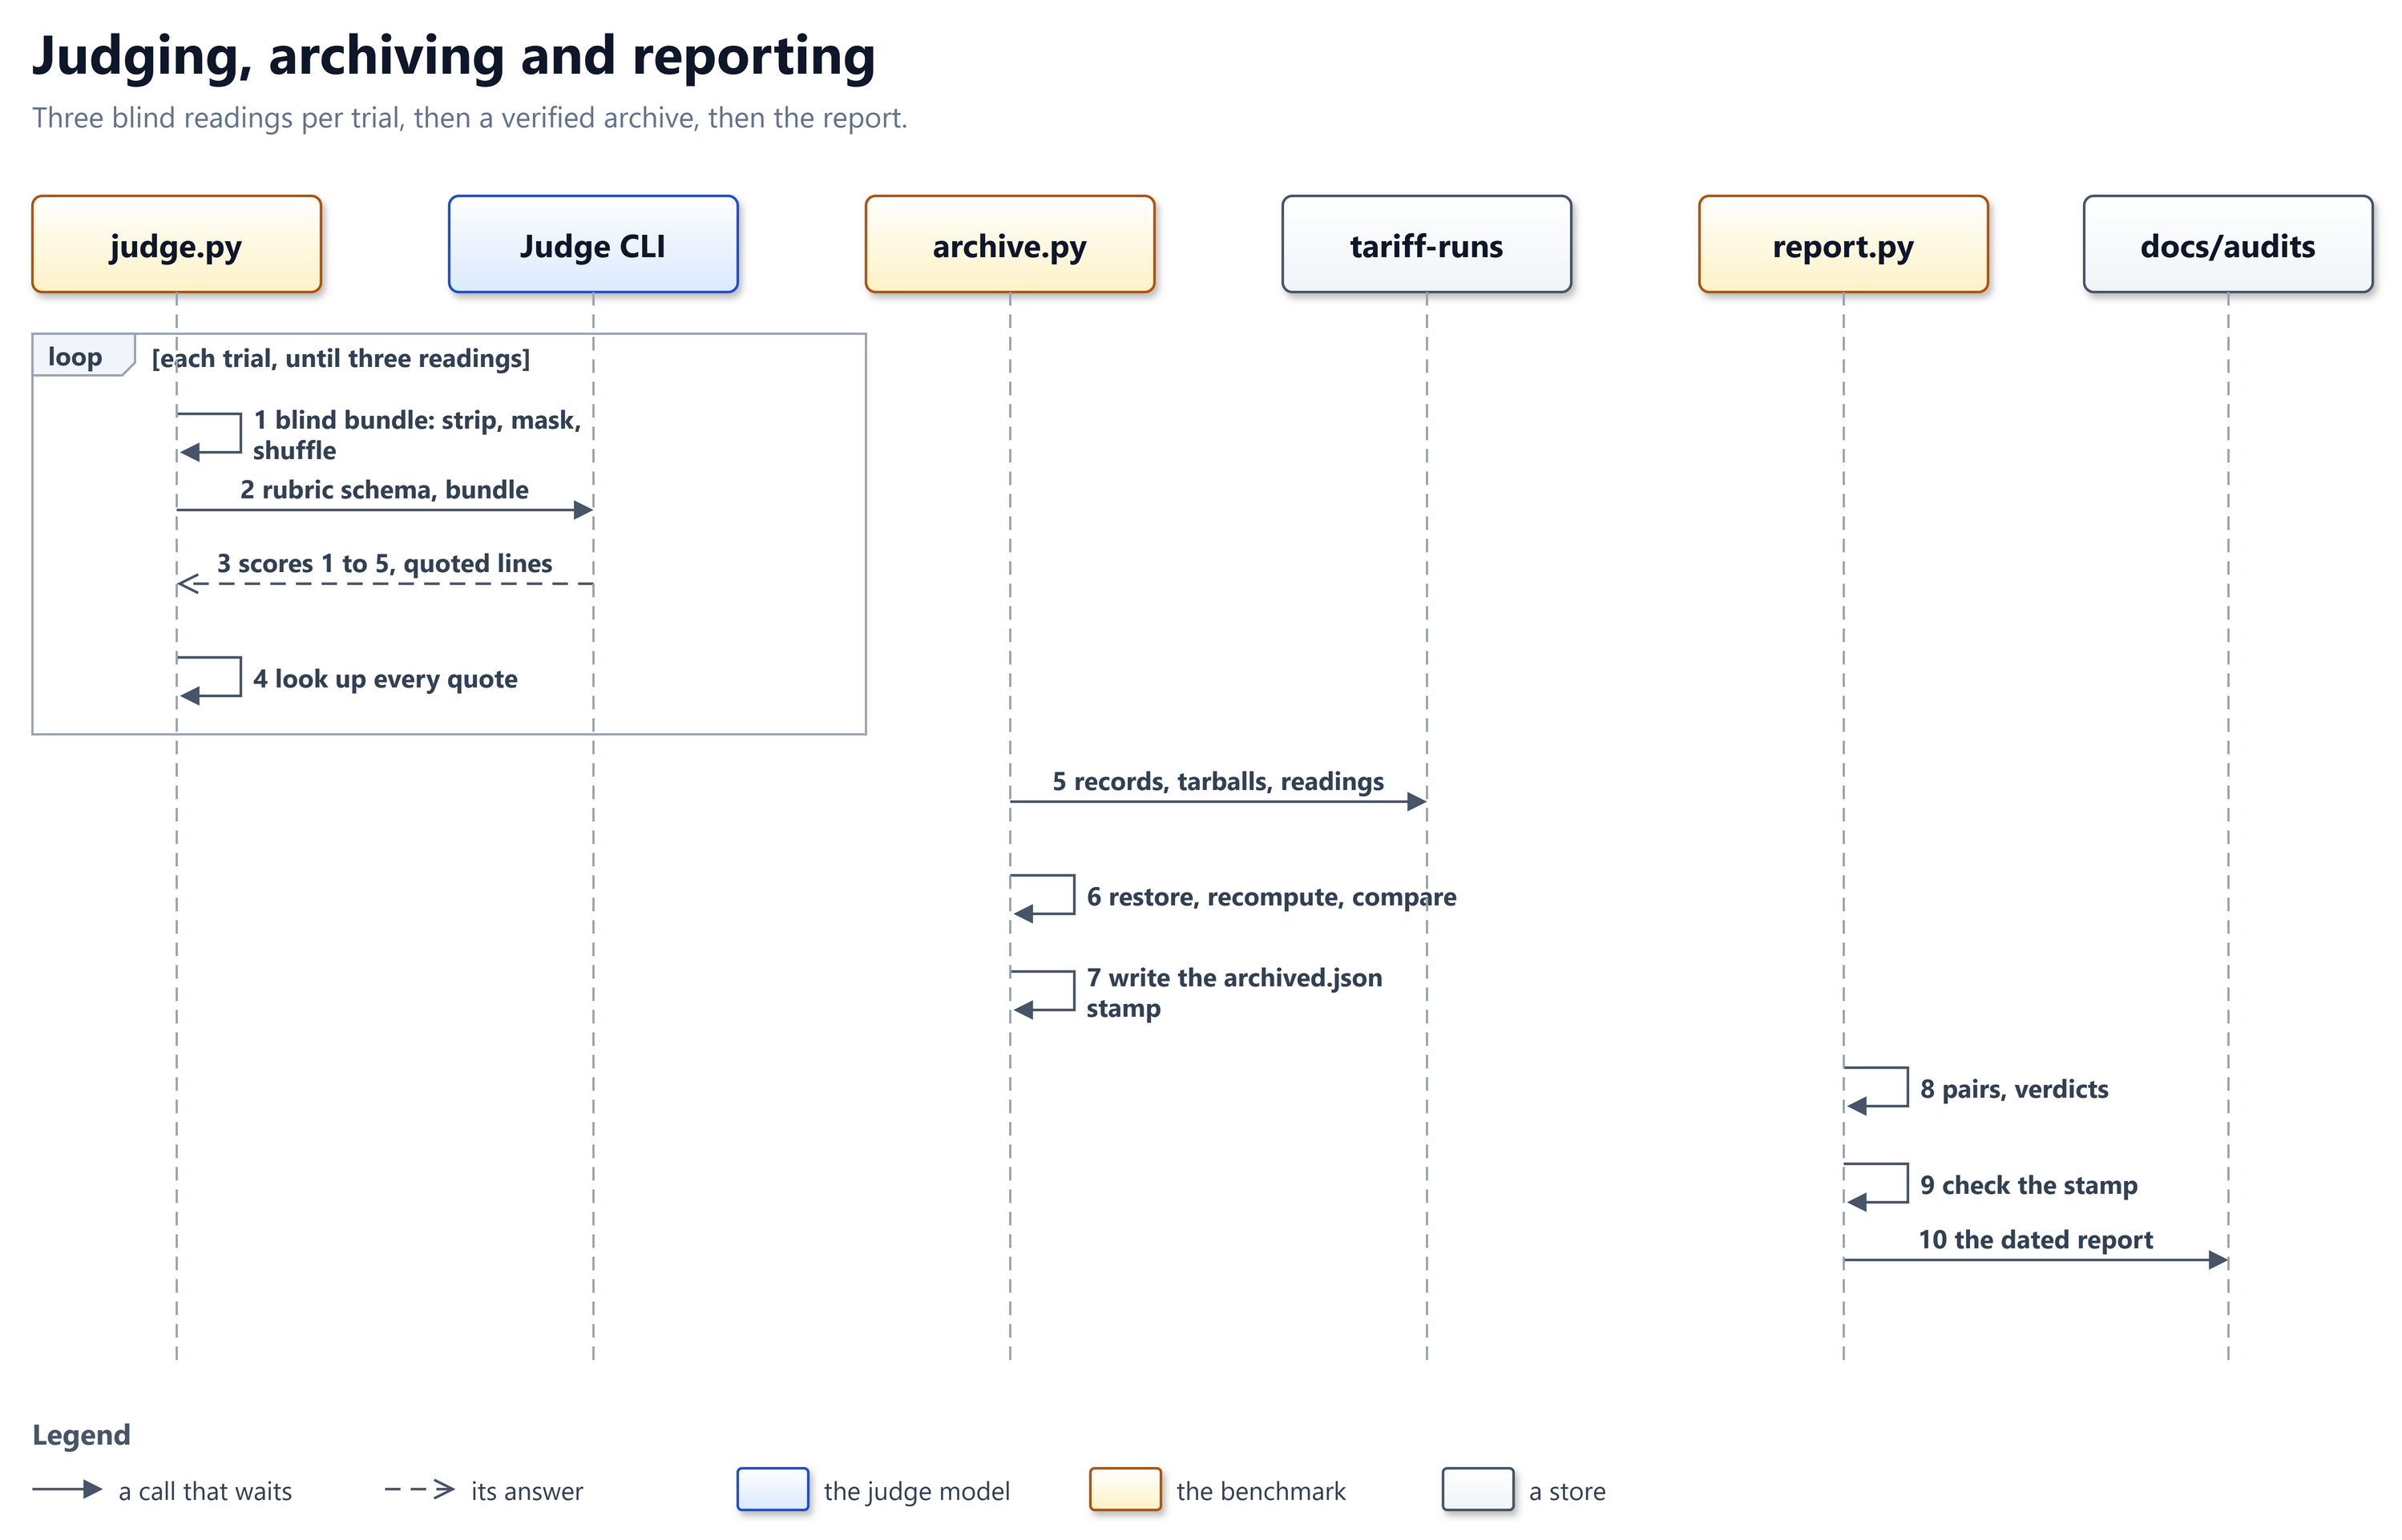 Judging, archiving and reporting
Three blind readings per trial, then a verified archive, then the report.
judge.py
Judge CLI
archive.py
tariff-runs
report.py
docs/audits
loop
[each trial, until three readings]
1 blind bundle: strip, mask,
shuffle
2 rubric schema, bundle
3 scores 1 to 5, quoted lines
4 look up every quote
5 records, tarballs, readings
6 restore, recompute, compare
7 write the archived.json
stamp
8 pairs, verdicts
9 check the stamp
10 the dated report
Legend
a call that waits
its answer
the judge model
the benchmark
a store